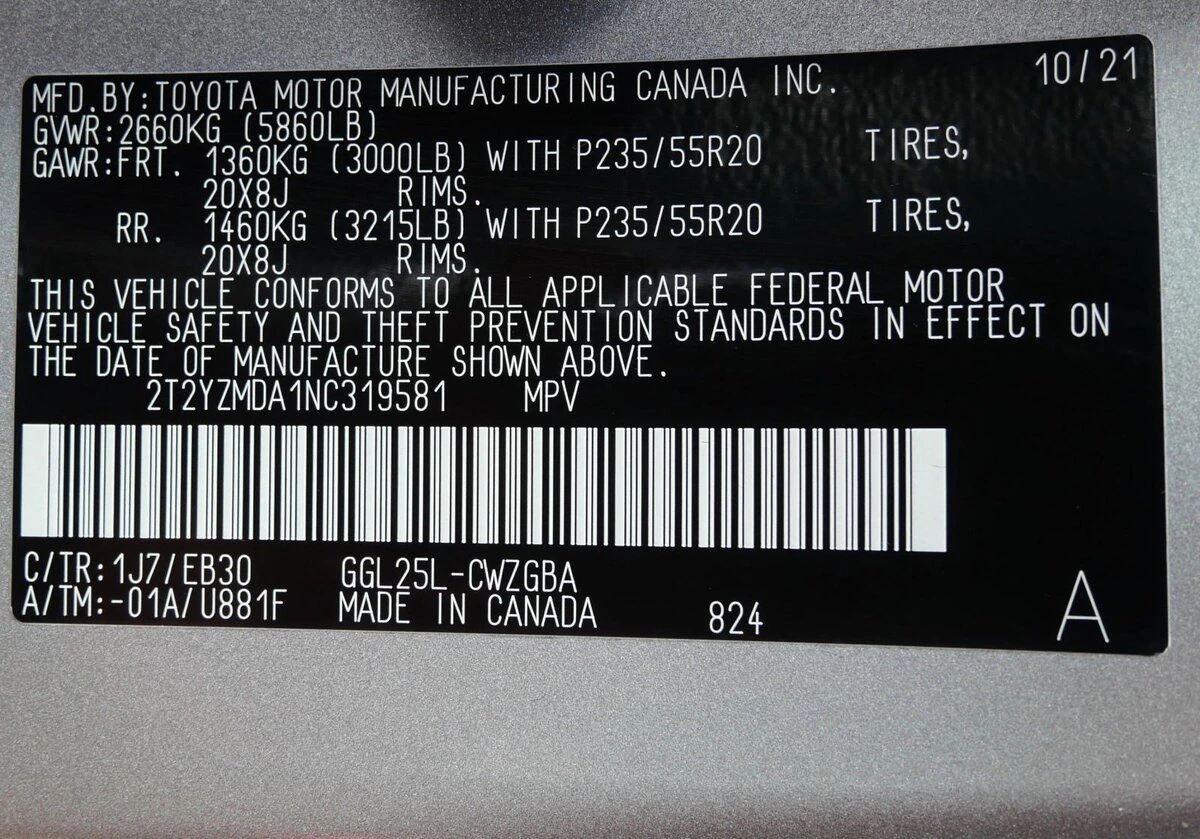 MFD.BY:TOYOTA MOTOR MANUFACTURING CANADA INC. 10/21
GVWR:2660KG (5860LB)
GAWR:FRT. 1360KG (3000LB) WITH P235/55R20 TIRES,
20X8J RIMS.
RR. 1460KG (3215LB) WITH P235/55R20 TIRES,
20X8J RIMS.
THIS VEHICLE CONFORMS TO ALL APPLICABLE FEDERAL MOTOR
VEHICLE SAFETY AND THEFT PREVENTION STANDARDS IN EFFECT ON
THE DATE OF MANUFACTURE SHOWN ABOVE.
2T2YZMDA1NC319581 MPV
C/TR:1J7/EB30 GGL25L-CWZGBA
A/TM:-01A/U881F MADE IN CANADA 824 A